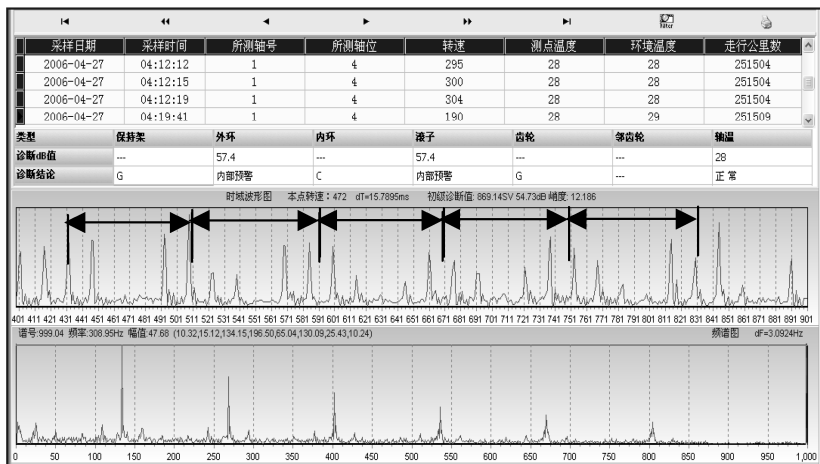 filter
采样日期 采样时间 所测轴号 所测轴位 转速 测点温度 环境温度 走行公里数
2006-04-27 04:12:12 1 4 295 28 28 251504
2006-04-27 04:12:15 1 4 300 28 28 251504
2006-04-27 04:12:19 1 4 304 28 28 251504
2006-04-27 04:19:41 1 4 190 28 29 251509
类型 保持架 外环 内环 滚子 齿轮 邻齿轮 轴温
诊断dB值 --- 57.4 --- 57.4 --- --- 28
诊断结论 G 内部预警 C 内部预警 G --- 正常
时域波形图 本点转速:472 dT=15.7895ms 初级诊断值:869.14SV 54.73dB 峭度:12.186
401 411 421 431 441 451 461 471 481 491 501 511 521 531 541 551 561 571 581 591 601 611 621 631 641 651 661 671 681 691 701 711 721 731 741 751 761 771 781 791 801 811 821 831 841 851 861 871 881 891 901
谱号:999.04 频率:308.95Hz 幅值:47.68 (10.32,15.12,134.15,196.50,65.04,130.09,25.43,10.24) 频谱图 dF=3.0924Hz
0 50 100 150 200 250 300 350 400 450 500 550 600 650 700 750 800 850 900 950 1,000